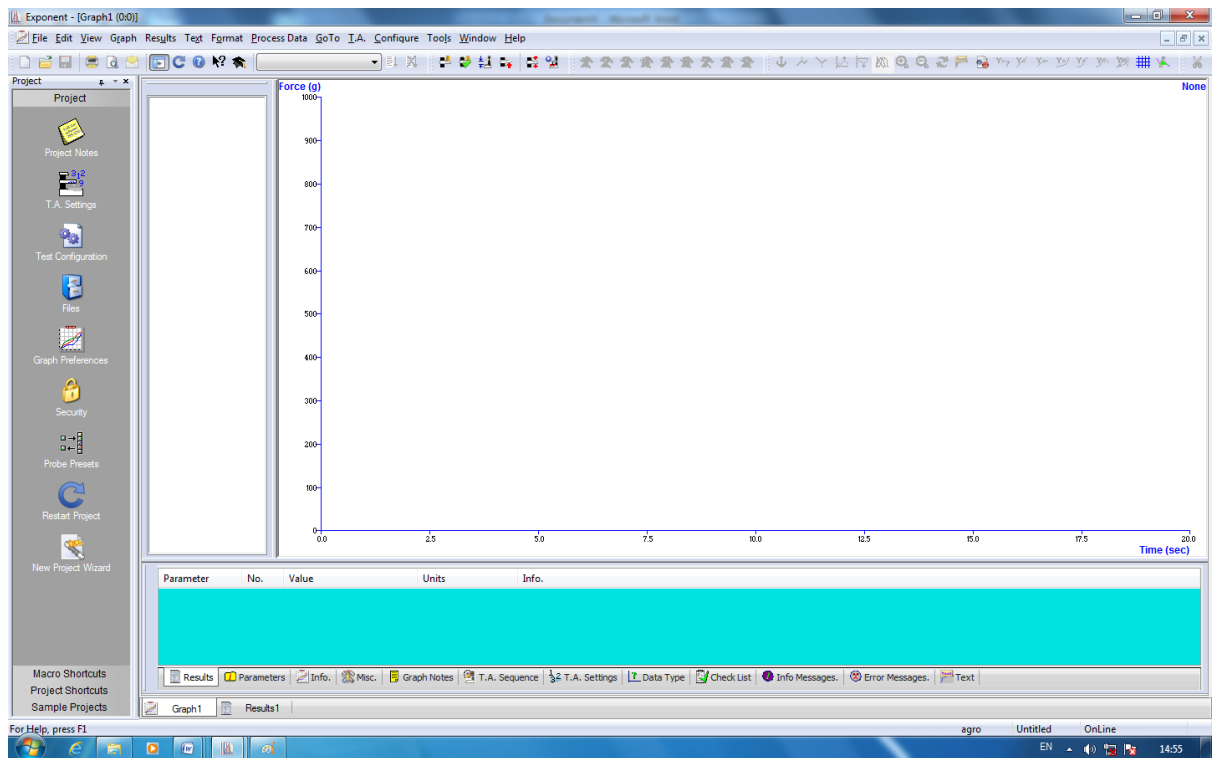 Exponent - [Graph1 (0:0)]
File Edit View Graph Results Text Format Process Data GoTo T.A. Configure Tools Window Help
Project
Project
Project Notes
T.A. Settings
Test Configuration
Files
Graph Preferences
Security
Probe Presets
Restart Project
New Project Wizard
Macro Shortcuts
Project Shortcuts
Sample Projects
Force (g)
None
1000
900
800
700
600
500
400
300
200
100
0
0.0 2.5 5.0 7.5 10.0 12.5 15.0 17.5 20.0
Time (sec)
Parameter No. Value Units Info.
Results Parameters Info. Misc. Graph Notes T.A. Sequence T.A. Settings Data Type Check List Info Messages. Error Messages. Text
Graph1 Results1
For Help, press F1 agro Untitled OnLine
EN 14:55